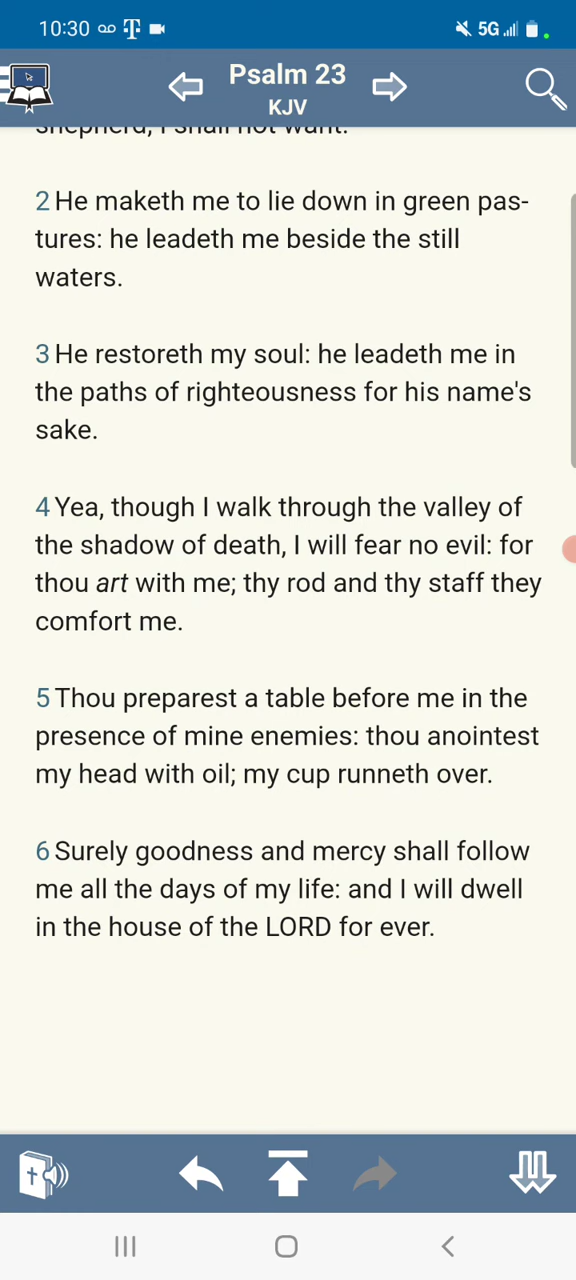 10:30
5G
Psalm 23
KJV
shepherd, I shall not want.
2 He maketh me to lie down in green pas-
tures: he leadeth me beside the still
waters.
3 He restoreth my soul: he leadeth me in
the paths of righteousness for his name's
sake.
4 Yea, though I walk through the valley of
the shadow of death, I will fear no evil: for
thou art with me; thy rod and thy staff they
comfort me.
5 Thou preparest a table before me in the
presence of mine enemies: thou anointest
my head with oil; my cup runneth over.
6 Surely goodness and mercy shall follow
me all the days of my life: and I will dwell
in the house of the LORD for ever.